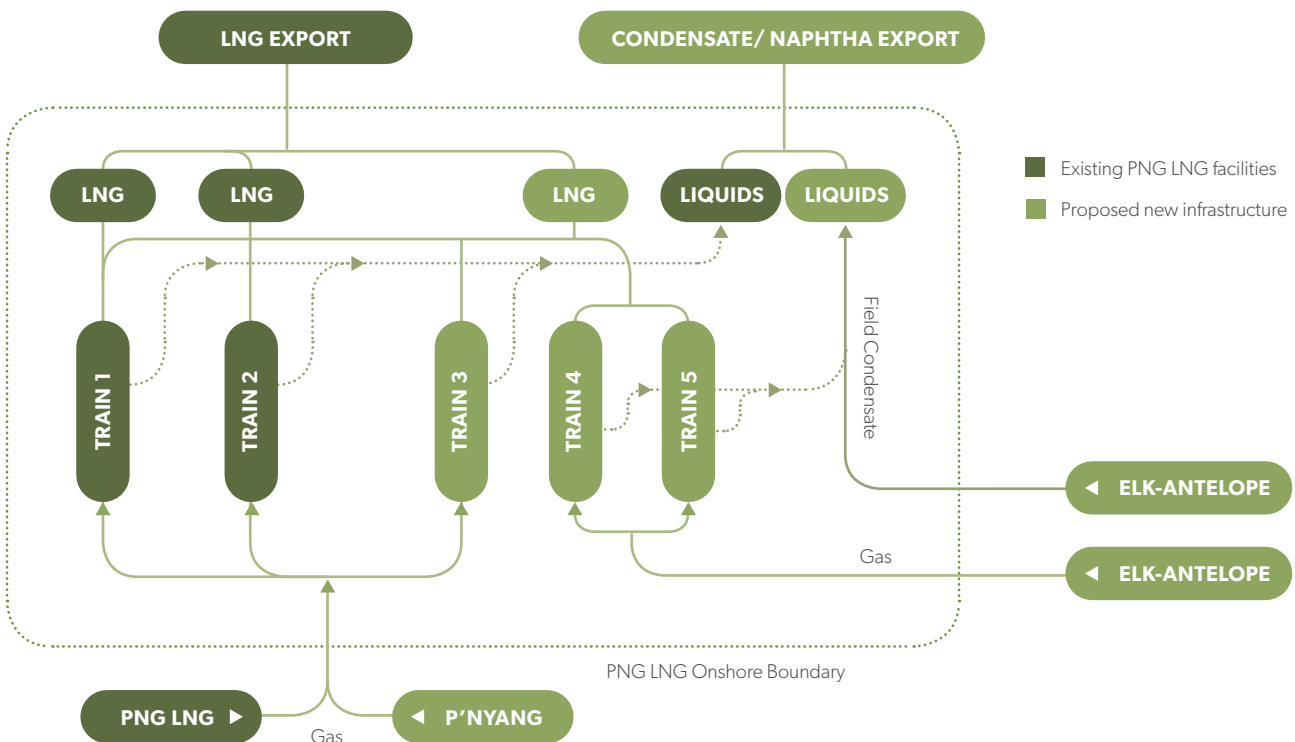 LNG EXPORT
CONDENSATE/ NAPHTHA EXPORT
LNG
LNG
LNG
LIQUIDS
LIQUIDS
Existing PNG LNG facilities
Proposed new infrastructure
TRAIN 1
TRAIN 2
TRAIN 3
TRAIN 4
TRAIN 5
Field Condensate
ELK-ANTELOPE
Gas
ELK-ANTELOPE
PNG LNG Onshore Boundary
PNG LNG
P’NYANG
Gas